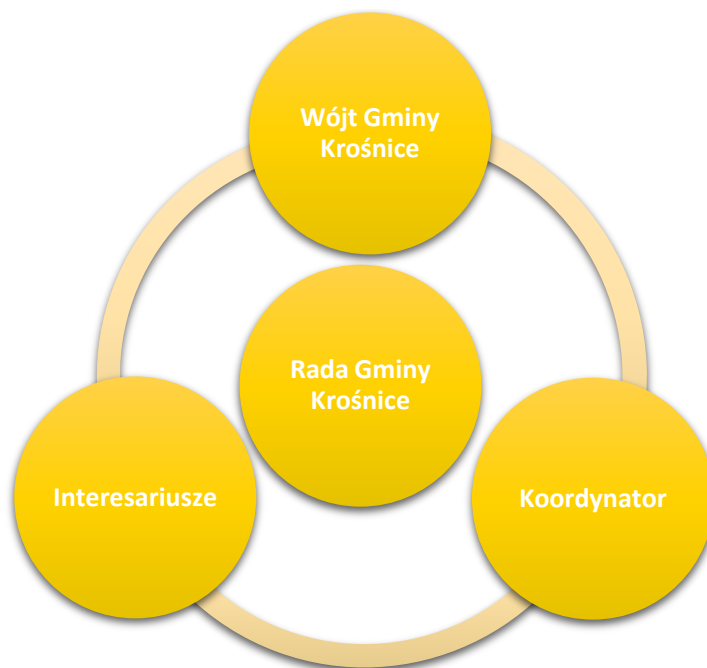 Wójt Gminy
Krośnice
Rada Gminy
Krośnice
Interesariusze
Koordynator